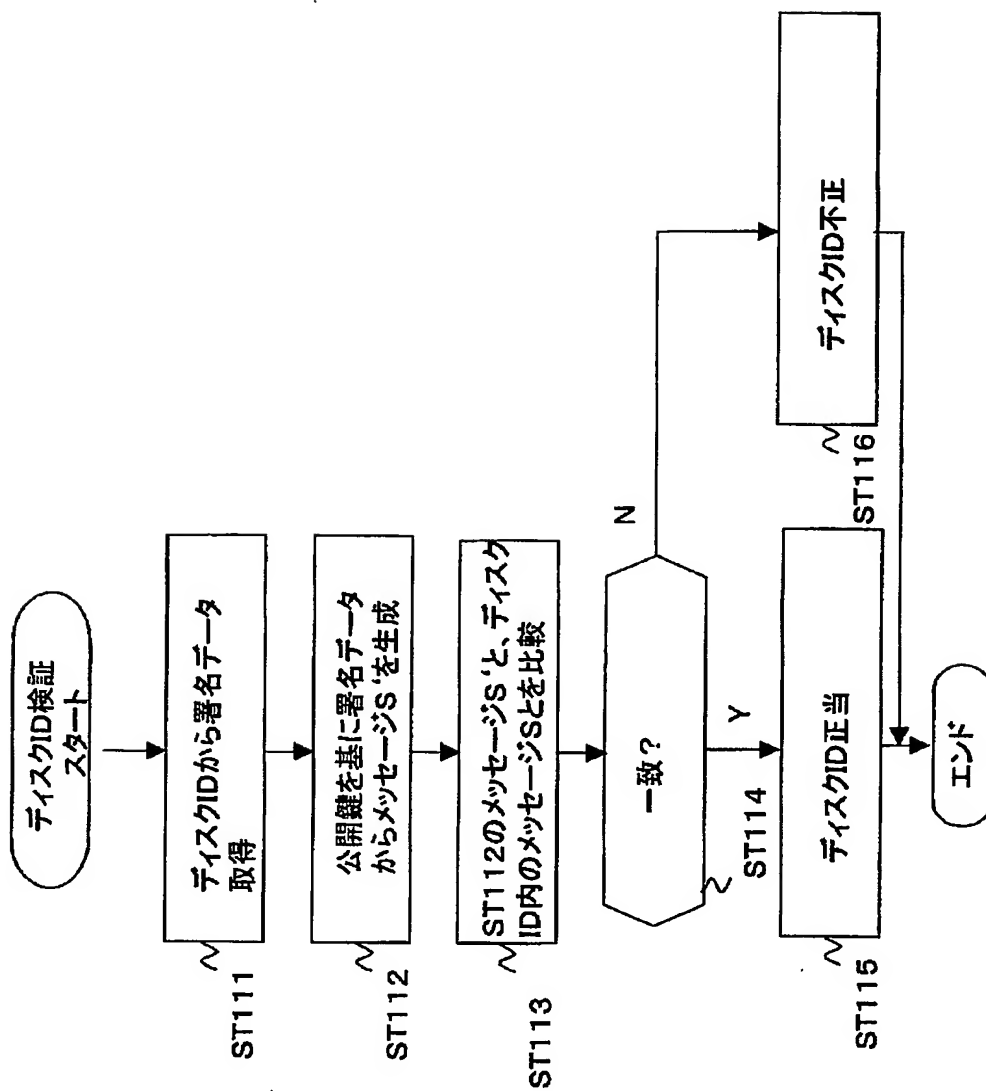 ディスクID検証
スタート
ディスクIDから署名データ
取得
ST111
公開鍵を基に署名データ
からメッセージS'を生成
ST112
ST112のメッセージS'と、ディスク
ID内のメッセージSとを比較
ST113
一致?
N
Y
ST114
ディスクID正当
ST115
ディスクID不正
ST116
エンド